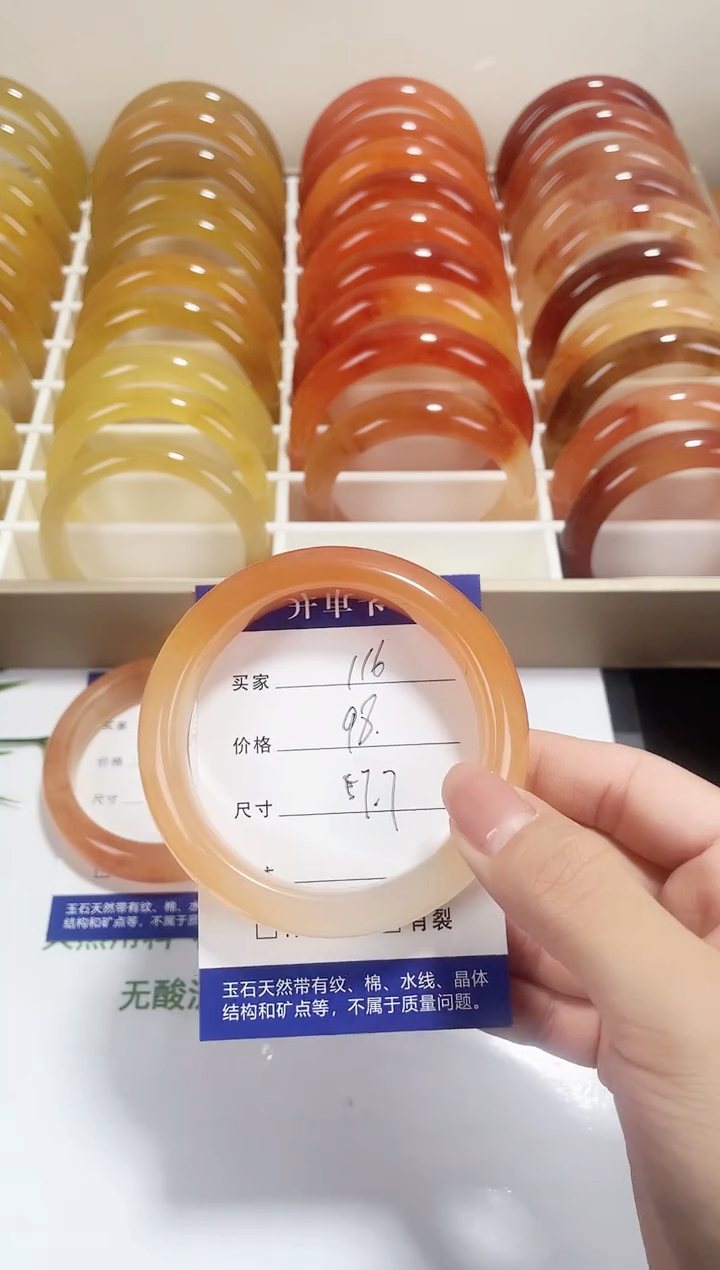 买家 116
价格 98.
尺寸 57.7
有裂
玉石天然带有纹、棉、水线、晶体
结构和矿点等，不属于质量问题。
价格
尺寸
玉石天然带有纹、棉、水
结构和矿点等。不属于质
无酸